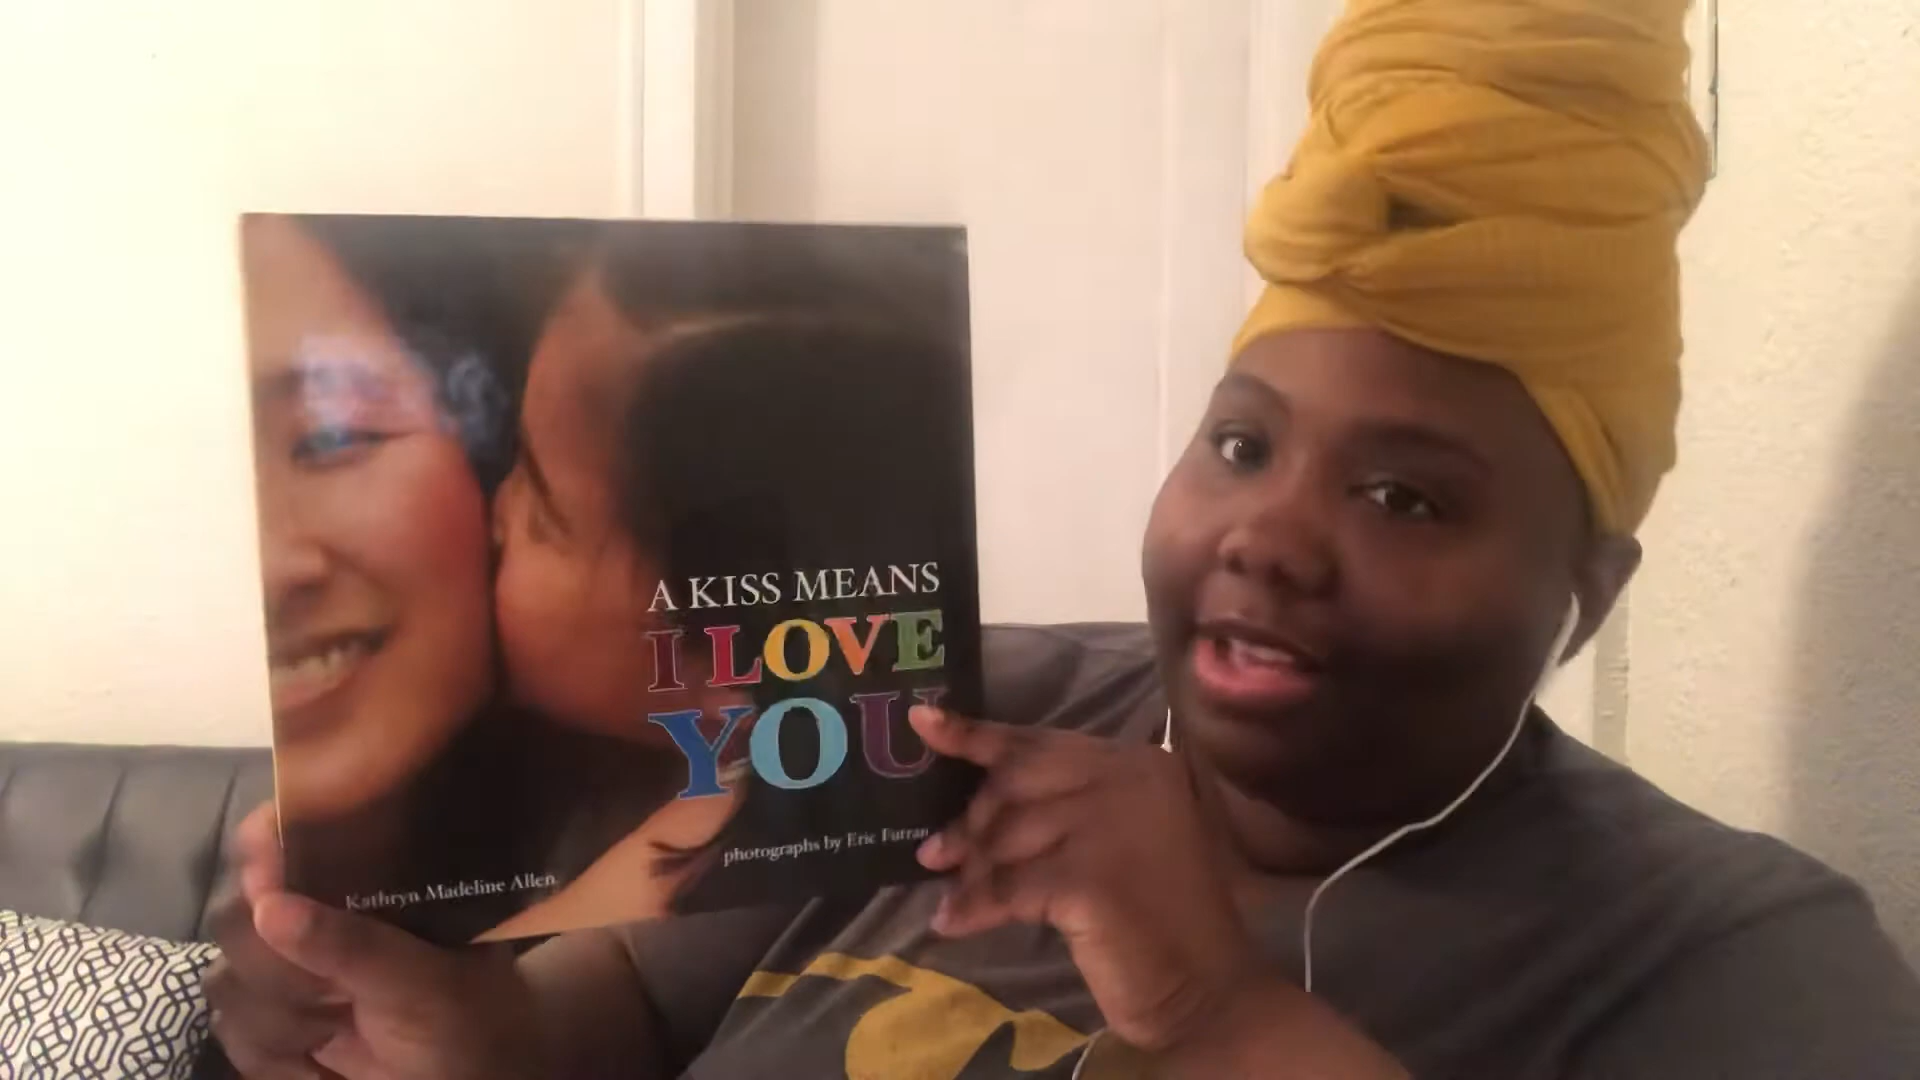 A KISS MEANS
I LOVE
YOU
photographs by Eric Futran
Kathryn Madeline Allen